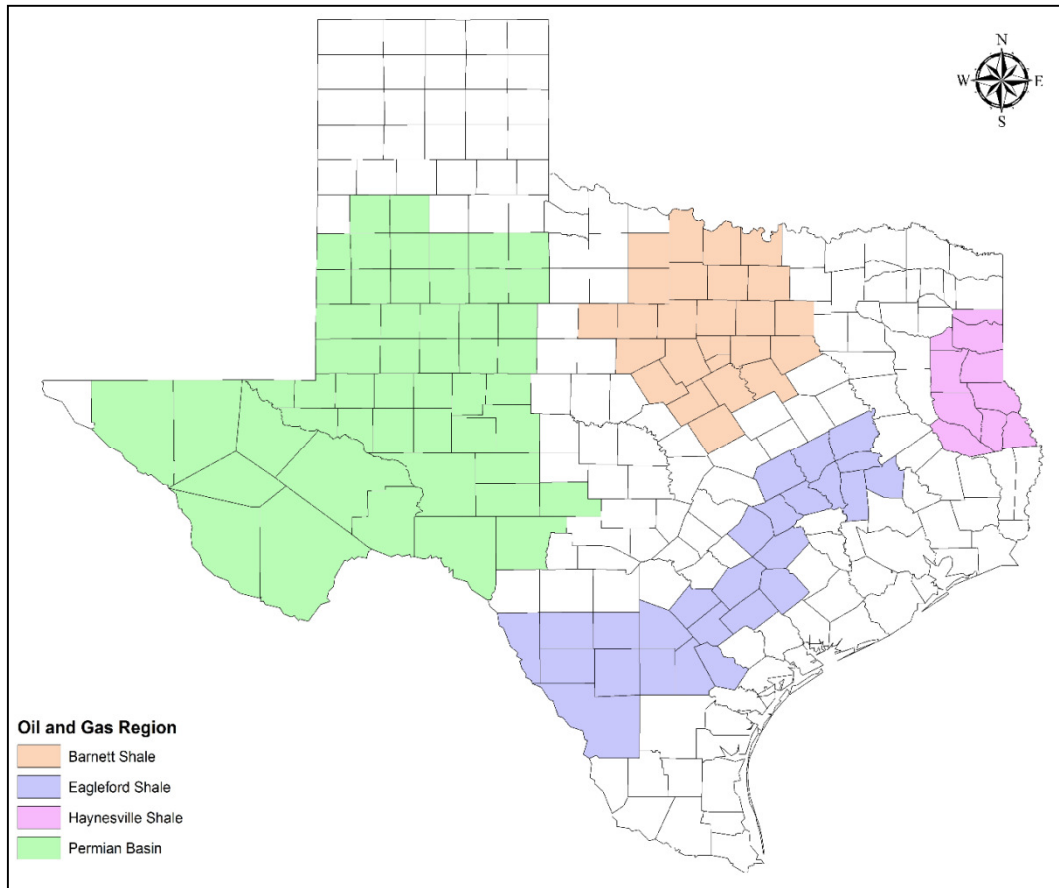 N
W E
S
Oil and Gas Region
Barnett Shale
Eagleford Shale
Haynesville Shale
Permian Basin